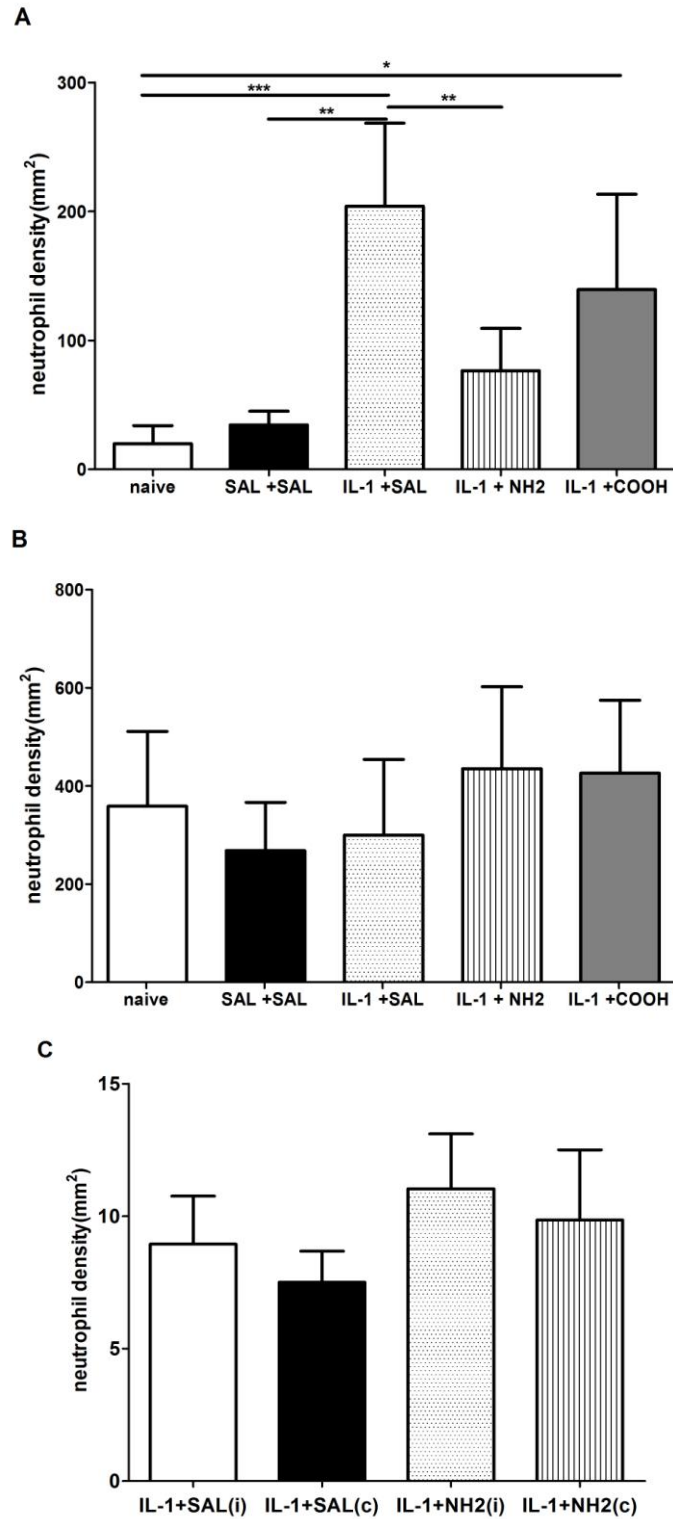 A
*
***
** **
300
200
100
0
neutrophil density(mm²)
naive SAL +SAL IL-1 +SAL IL-1 + NH2 IL-1 +COOH
B
800
600
400
200
0
neutrophil density(mm²)
naive SAL +SAL IL-1 +SAL IL-1 + NH2 IL-1 +COOH
C
15
10
5
0
neutrophil density(mm²)
IL-1+SAL(i) IL-1+SAL(c) IL-1+NH2(i) IL-1+NH2(c)